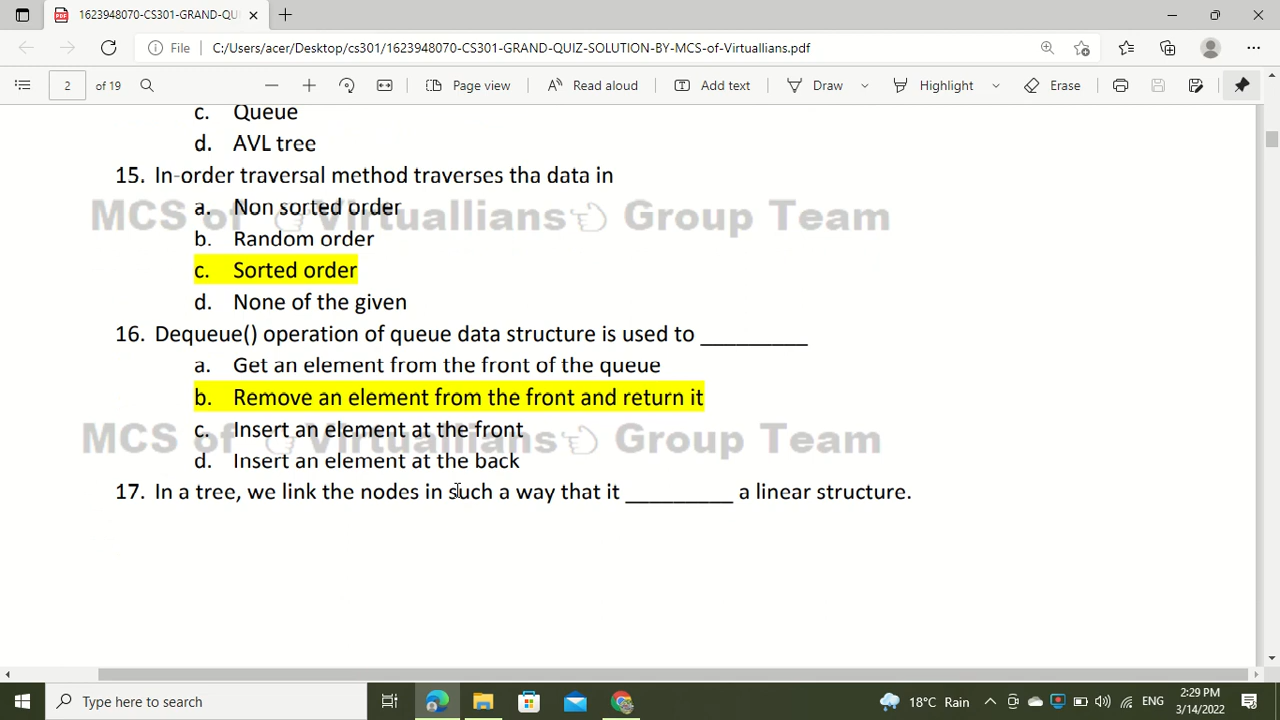 1623948070-CS301-GRAND-QU
File C:/Users/acer/Desktop/cs301/1623948070-CS301-GRAND-QUIZ-SOLUTION-BY-MCS-of-Virtuallians.pdf
2 of 19 Page view Read aloud Add text Draw Highlight Erase
c. Queue
d. AVL tree
15. In-order traversal method traverses tha data in
MCS of Virtuallians Group Team
a. Non sorted order
b. Random order
c. Sorted order
d. None of the given
16. Dequeue() operation of queue data structure is used to _________
a. Get an element from the front of the queue
b. Remove an element from the front and return it
MCS of Virtuallians Group Team
c. Insert an element at the front
d. Insert an element at the back
17. In a tree, we link the nodes in such a way that it _________ a linear structure.
Type here to search 18°C Rain ENG 2:29 PM
3/14/2022